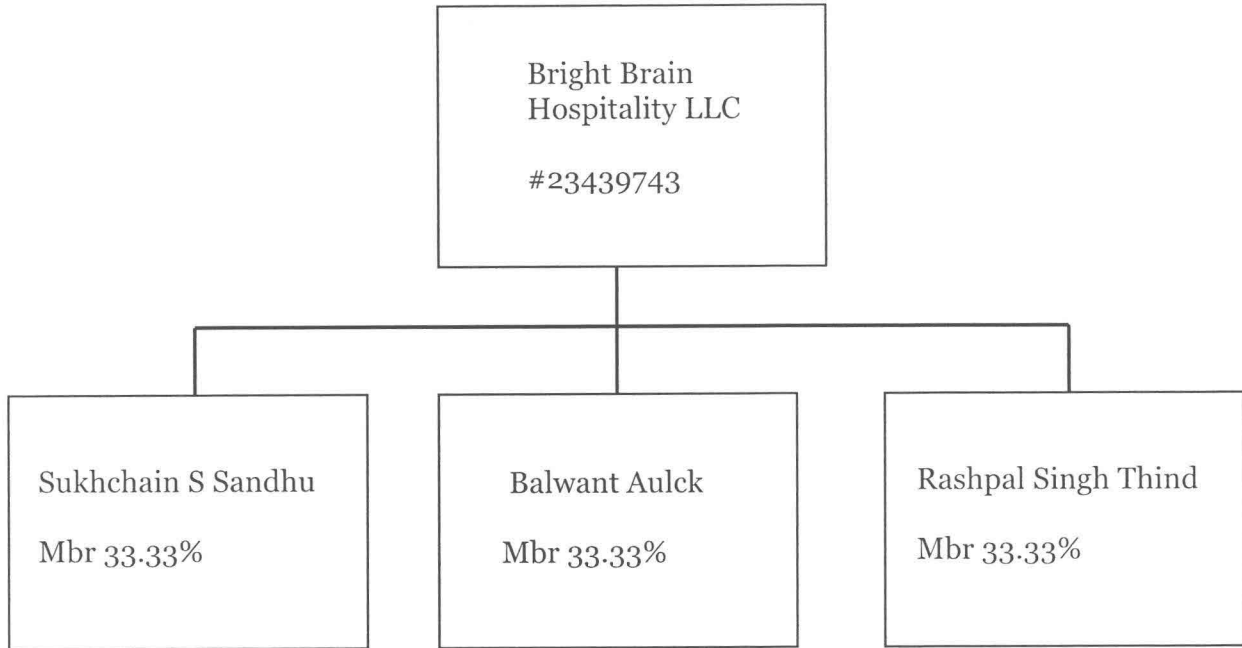 Bright Brain
Hospitality LLC
#23439743
Sukhchain S Sandhu
Mbr 33.33%
Balwant Aulck
Mbr 33.33%
Rashpal Singh Thind
Mbr 33.33%